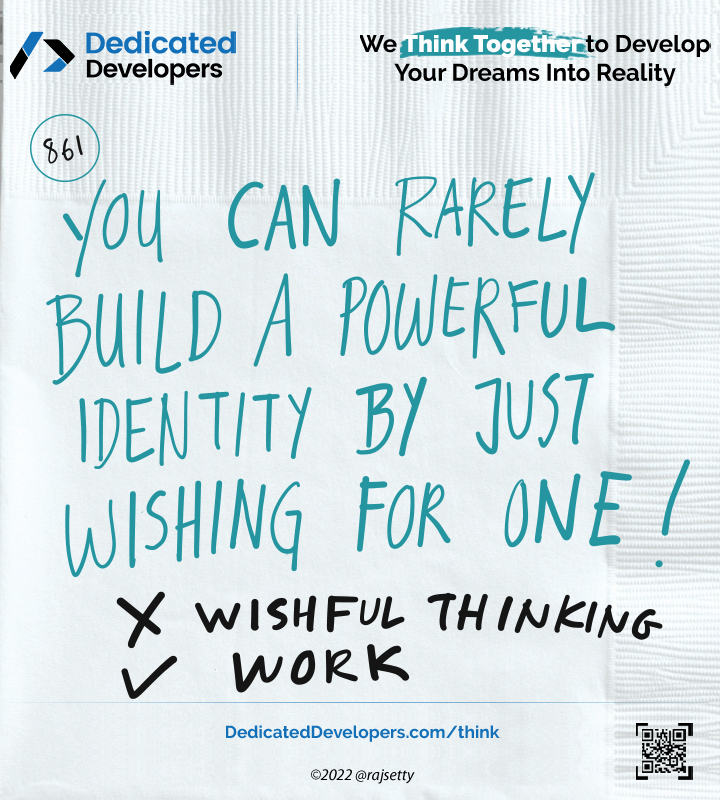 Dedicated
Developers
We Think Together to Develop
Your Dreams Into Reality
861
YOU CAN RARELY
BUILD A POWERFUL
IDENTITY BY JUST
WISHING FOR ONE!
X WISHFUL THINKING
✓ WORK
DedicatedDevelopers.com/think
©2022 @rajsetty